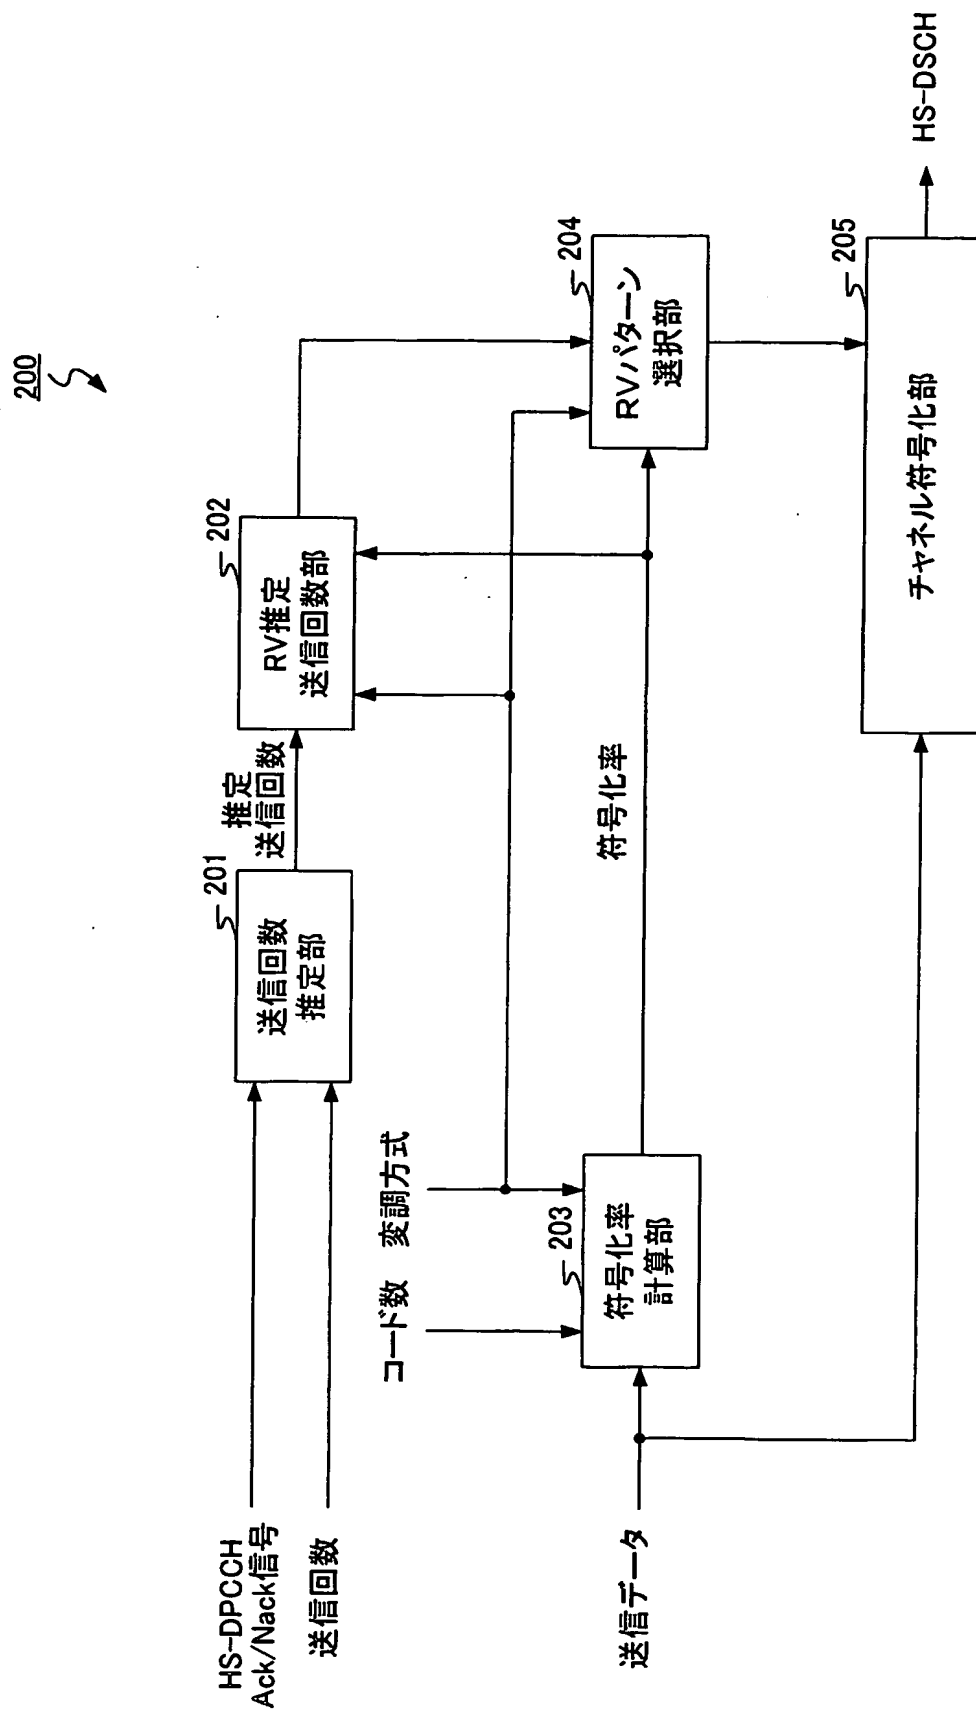 200
HS-DPCCH
Ack/Nack信号
送信回数
201
送信回数
推定部
推定
送信回数
202
RV推定
送信回数部
コード数
変調方式
送信データ
203
符号化率
計算部
符号化率
204
RVパターン
選択部
205
チャネル符号化部
HS-DSCH